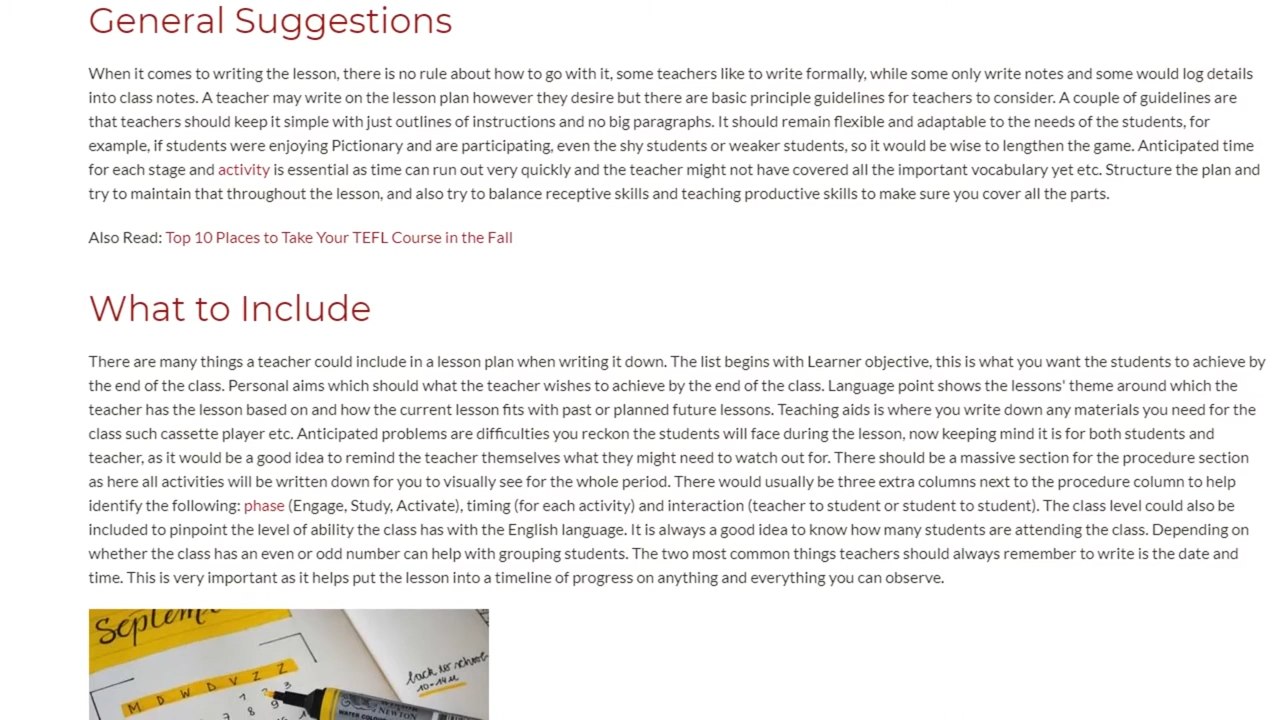 General Suggestions
When it comes to writing the lesson, there is no rule about how to go with it, some teachers like to write formally, while some only write notes and some would log details
into class notes. A teacher may write on the lesson plan however they desire but there are basic principle guidelines for teachers to consider. A couple of guidelines are
that teachers should keep it simple with just outlines of instructions and no big paragraphs. It should remain flexible and adaptable to the needs of the students, for
example, if students were enjoying Pictionary and are participating, even the shy students or weaker students, so it would be wise to lengthen the game. Anticipated time
for each stage and activity is essential as time can run out very quickly and the teacher might not have covered all the important vocabulary yet etc. Structure the plan and
try to maintain that throughout the lesson, and also try to balance receptive skills and teaching productive skills to make sure you cover all the parts.
Also Read: Top 10 Places to Take Your TEFL Course in the Fall
What to Include
There are many things a teacher could include in a lesson plan when writing it down. The list begins with Learner objective, this is what you want the students to achieve by
the end of the class. Personal aims which should what the teacher wishes to achieve by the end of the class. Language point shows the lessons' theme around which the
teacher has the lesson based on and how the current lesson fits with past or planned future lessons. Teaching aids is where you write down any materials you need for the
class such cassette player etc. Anticipated problems are difficulties you reckon the students will face during the lesson, now keeping mind it is for both students and
teacher, as it would be a good idea to remind the teacher themselves what they might need to watch out for. There should be a massive section for the procedure section
as here all activities will be written down for you to visually see for the whole period. There would usually be three extra columns next to the procedure column to help
identify the following: phase (Engage, Study, Activate), timing (for each activity) and interaction (teacher to student or student to student). The class level could also be
included to pinpoint the level of ability the class has with the English language. It is always a good idea to know how many students are attending the class. Depending on
whether the class has an even or odd number can help with grouping students. The two most common things teachers should always remember to write is the date and
time. This is very important as it helps put the lesson into a timeline of progress on anything and everything you can observe.
Septem
back to school
10-14
M D W D V Z Z
1 2 3
7 8 9
NEWTON
WATER COLOUR